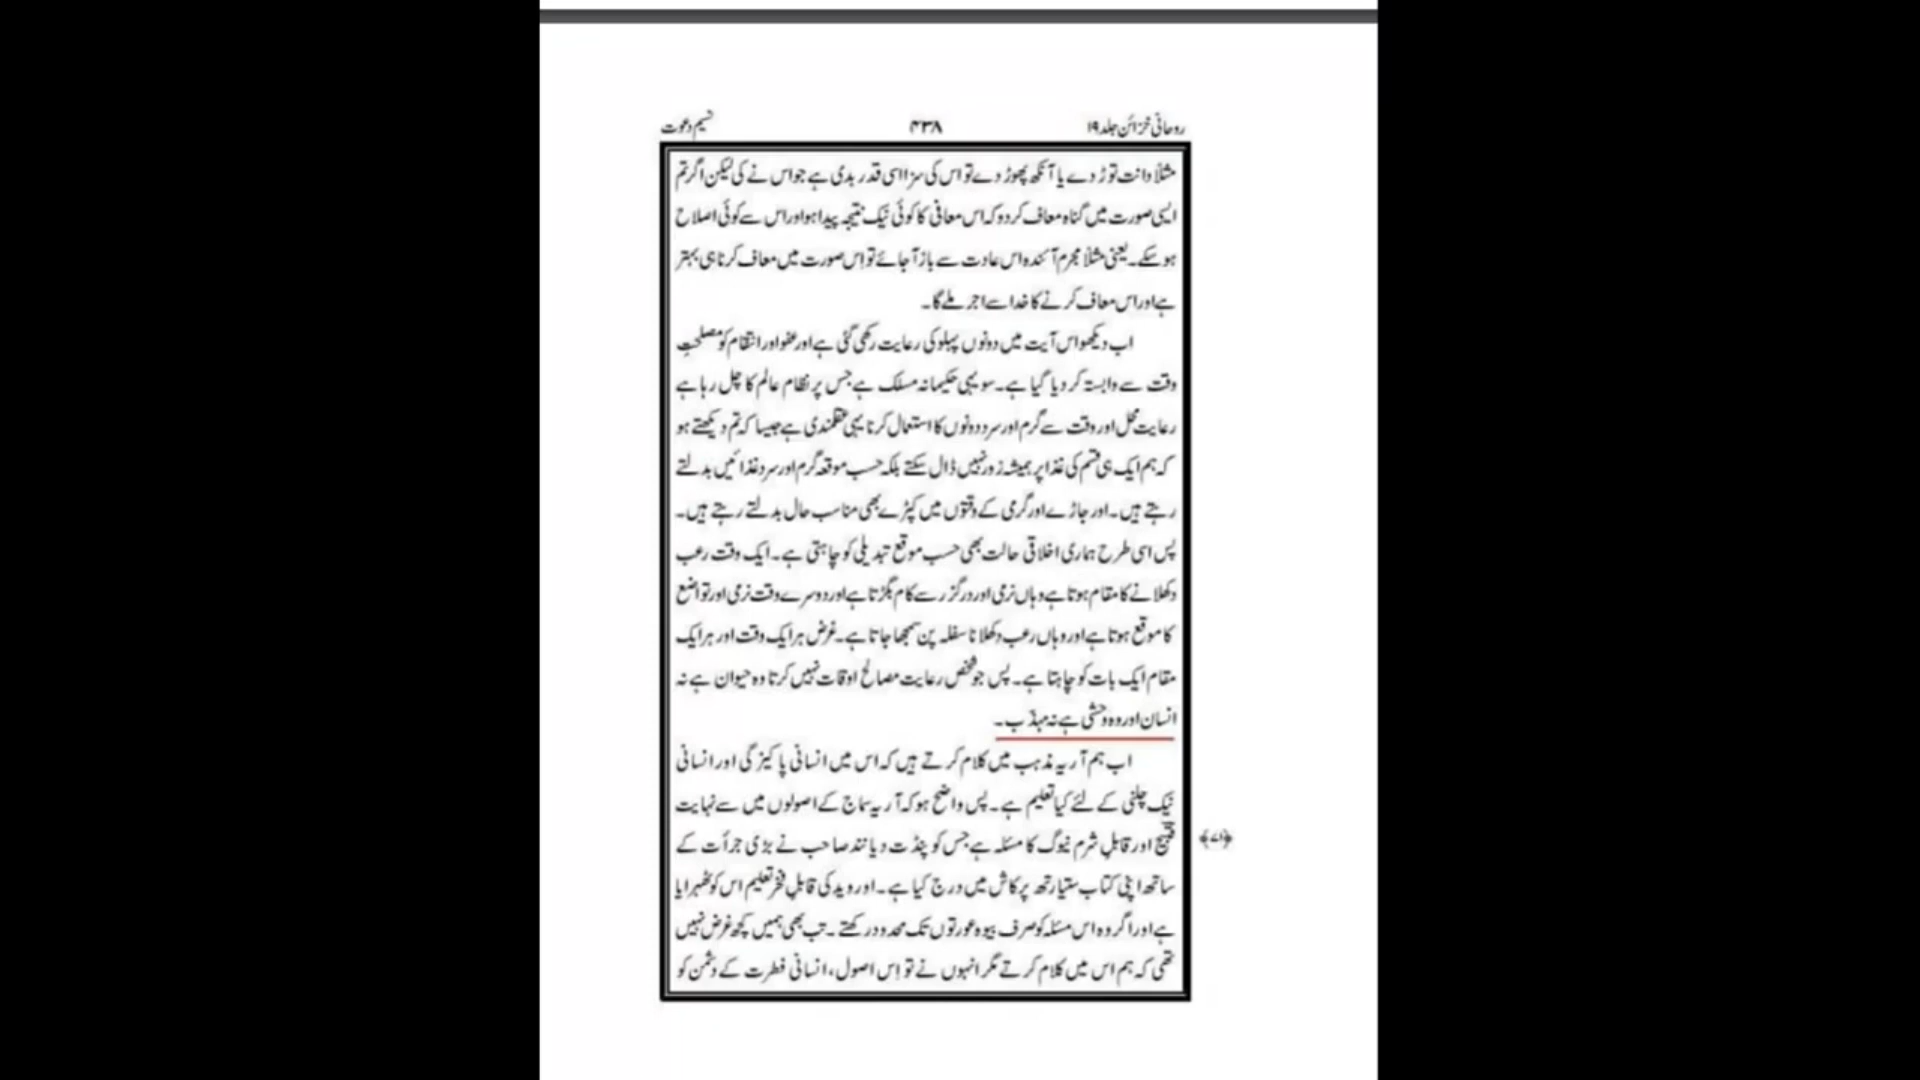 روحانی خزائن جلد ۱۹ ۴۳۸ نسیم دعوت
مثلاً دانت توڑ دے یا آنکھ پھوڑ دے تو اس کی سزا اسی قدر بدی ہے جو اس نے کی لیکن اگر تم
ایسی صورت میں گناہ معاف کر دو کہ اس معافی کا کوئی نیک نتیجہ پیدا ہو اور اس سے کوئی اصلاح
ہو سکے۔ یعنی مثلاً مجرم آئندہ اس عادت سے باز آجائے تو اِس صورت میں معاف کرنا ہی بہتر
ہے اور اس معاف کرنے کا خدا سے اجر ملے گا۔
اب دیکھو اس آیت میں دونوں پہلو کی رعایت رکھی گئی ہے اور عفو اور انتقام کو مصلحتِ
وقت سے وابستہ کر دیا گیا ہے۔ سو یہی حکیمانہ مسلک ہے جس پر نظام عالم کا چل رہا ہے
رعایت محل اور وقت سے گرم اور سرد دونوں کا استعمال کرنا یہی عقلمندی ہے جیسا کہ تم دیکھتے ہو
کہ ہم ایک ہی قسم کی غذا پر ہمیشہ زور نہیں ڈال سکتے بلکہ حسب موقعہ گرم اور سرد غذائیں بدلتے
رہتے ہیں۔ اور جاڑے اور گرمی کے وقتوں میں کپڑے بھی مناسب حال بدلتے رہتے ہیں۔
پس اسی طرح ہماری اخلاقی حالت بھی حسب موقع تبدیلی کو چاہتی ہے۔ ایک وقت رعب
دکھلانے کا مقام ہوتا ہے وہاں نرمی اور درگزر سے کام بگڑتا ہے اور دوسرے وقت نرمی اور تواضع
کا موقع ہوتا ہے اور وہاں رعب دکھلانا سفلہ پن سمجھا جاتا ہے۔ غرض ہر ایک وقت اور ہر ایک
مقام ایک بات کو چاہتا ہے۔ پس جو شخص رعایت مصالح اوقات نہیں کرتا وہ حیوان ہے نہ
انسان اور وہ وحشی ہے نہ مہذّب۔
اب ہم آریہ مذہب میں کلام کرتے ہیں کہ اس میں انسانی پاکیزگی اور انسانی
نیک چلنی کے لئے کیا تعلیم ہے۔ پس واضح ہو کہ آریہ سماج کے اصولوں میں سے نہایت
قبیح اور قابلِ شرم نیوگ کا مسئلہ ہے جس کو پنڈت دیانند صاحب نے بڑی جرأت کے
﴿۷۱﴾
ساتھ اپنی کتاب ستیارتھ پرکاش میں درج کیا ہے۔ اور وید کی قابلِ فخر تعلیم اس کو ٹھہرایا
ہے اور اگر وہ اس مسئلہ کو صرف بیوہ عورتوں تک محدود رکھتے۔ تب بھی ہمیں کچھ غرض نہیں
تھی کہ ہم اس میں کلام کرتے مگر انہوں نے تو اِس اصول، انسانی فطرت کے دشمن کو